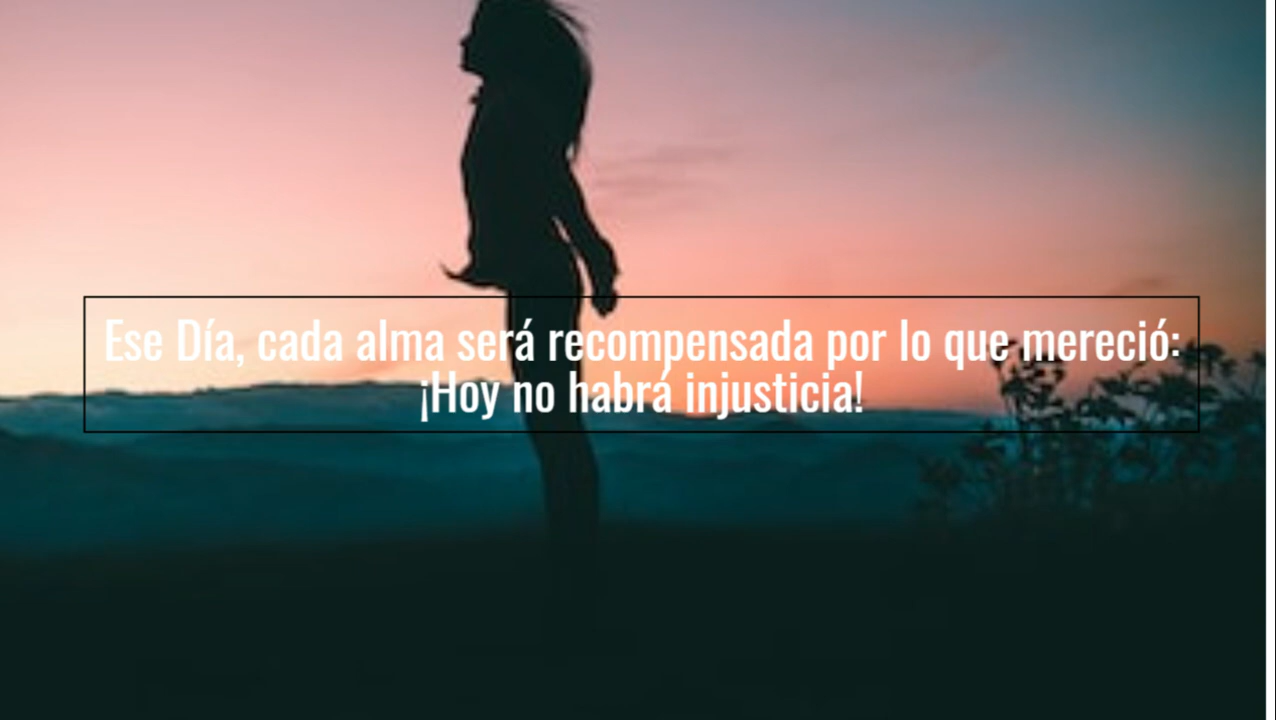 Ese Día, cada alma será recompensada por lo que mereció:
¡Hoy no habrá injusticia!